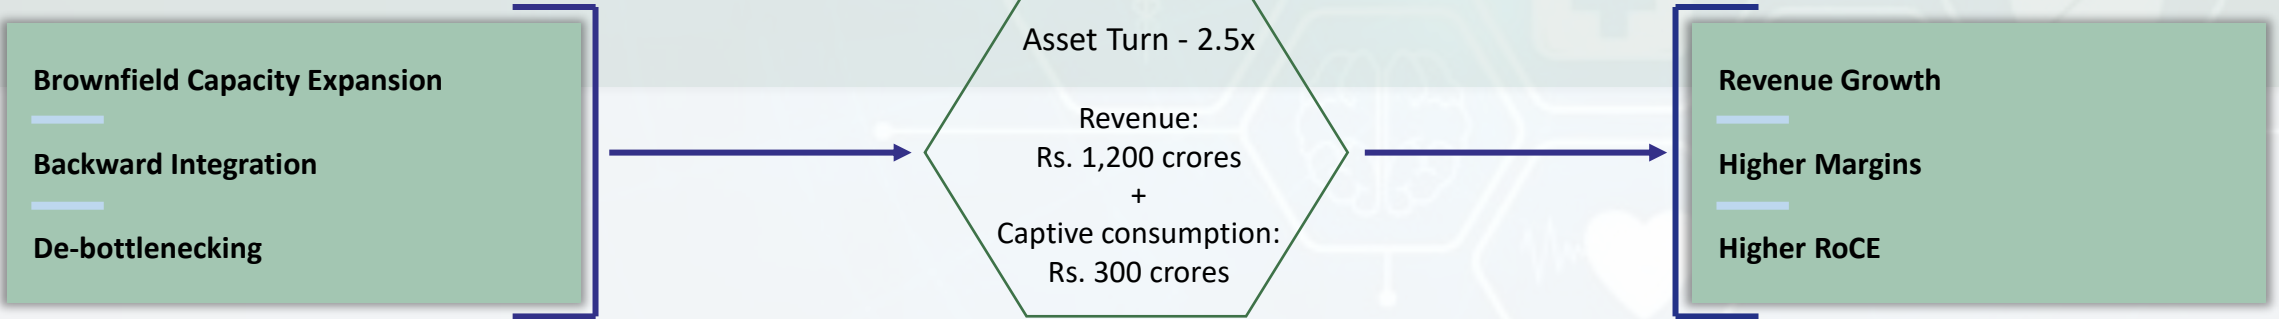 Brownfield Capacity Expansion
Backward Integration
De-bottlenecking
Asset Turn - 2.5x
Revenue:
Rs. 1,200 crores
+
Captive consumption:
Rs. 300 crores
Revenue Growth
Higher Margins
Higher RoCE